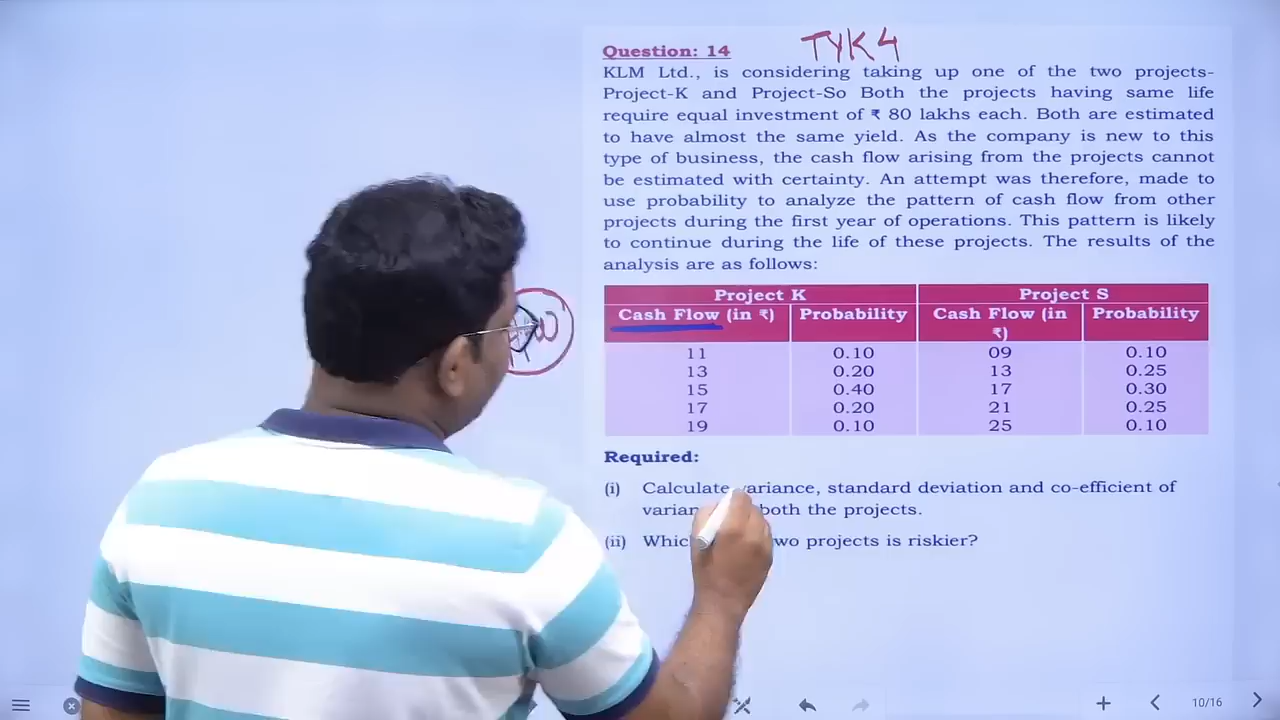 Question: 14
TYK 4
KLM Ltd., is considering taking up one of the two projects-
Project-K and Project-So Both the projects having same life
require equal investment of ₹ 80 lakhs each. Both are estimated
to have almost the same yield. As the company is new to this
type of business, the cash flow arising from the projects cannot
be estimated with certainty. An attempt was therefore, made to
use probability to analyze the pattern of cash flow from other
projects during the first year of operations. This pattern is likely
to continue during the life of these projects. The results of the
analysis are as follows:
Project K Project S
Cash Flow (in ₹) Probability Cash Flow (in Probability
₹)
11 0.10 09 0.10
13 0.20 13 0.25
15 0.40 17 0.30
17 0.20 21 0.25
19 0.10 25 0.10
Required:
(i) Calculate variance, standard deviation and co-efficient of
both the projects.
(ii) projects is riskier?
10/16